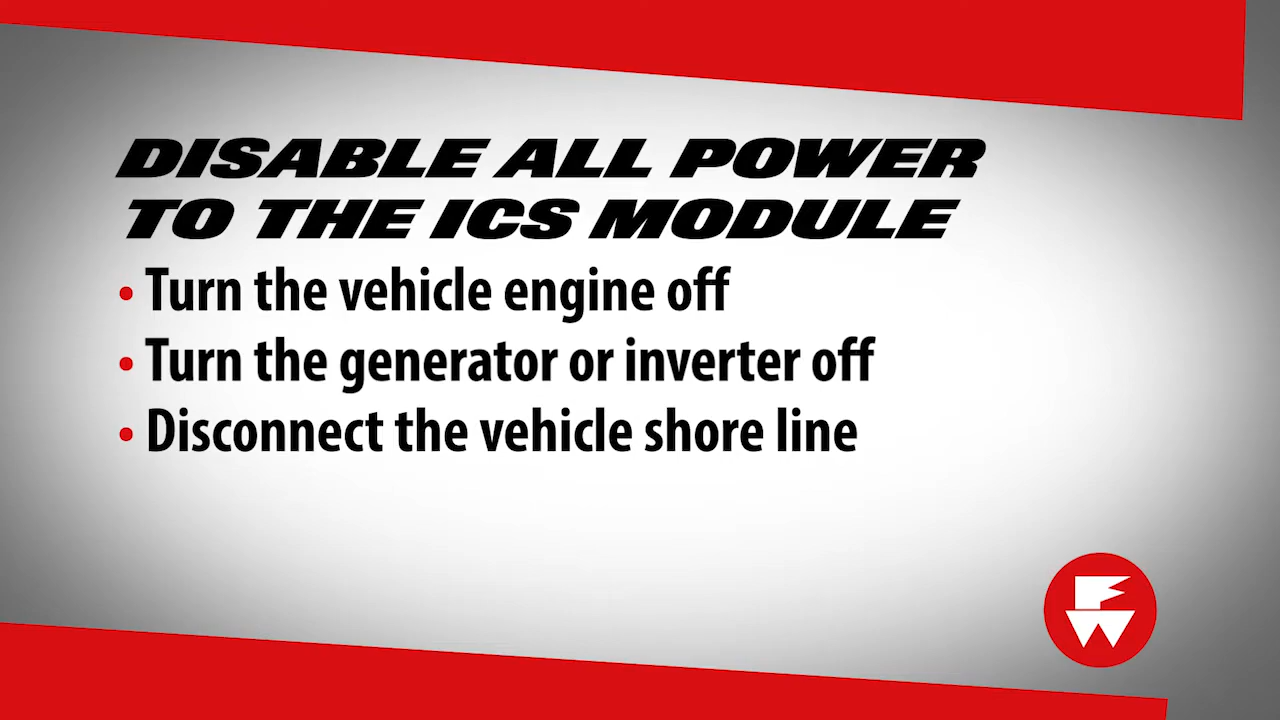 DISABLE ALL POWER
TO THE ICS MODULE
• Turn the vehicle engine off
• Turn the generator or inverter off
• Disconnect the vehicle shore line
FW